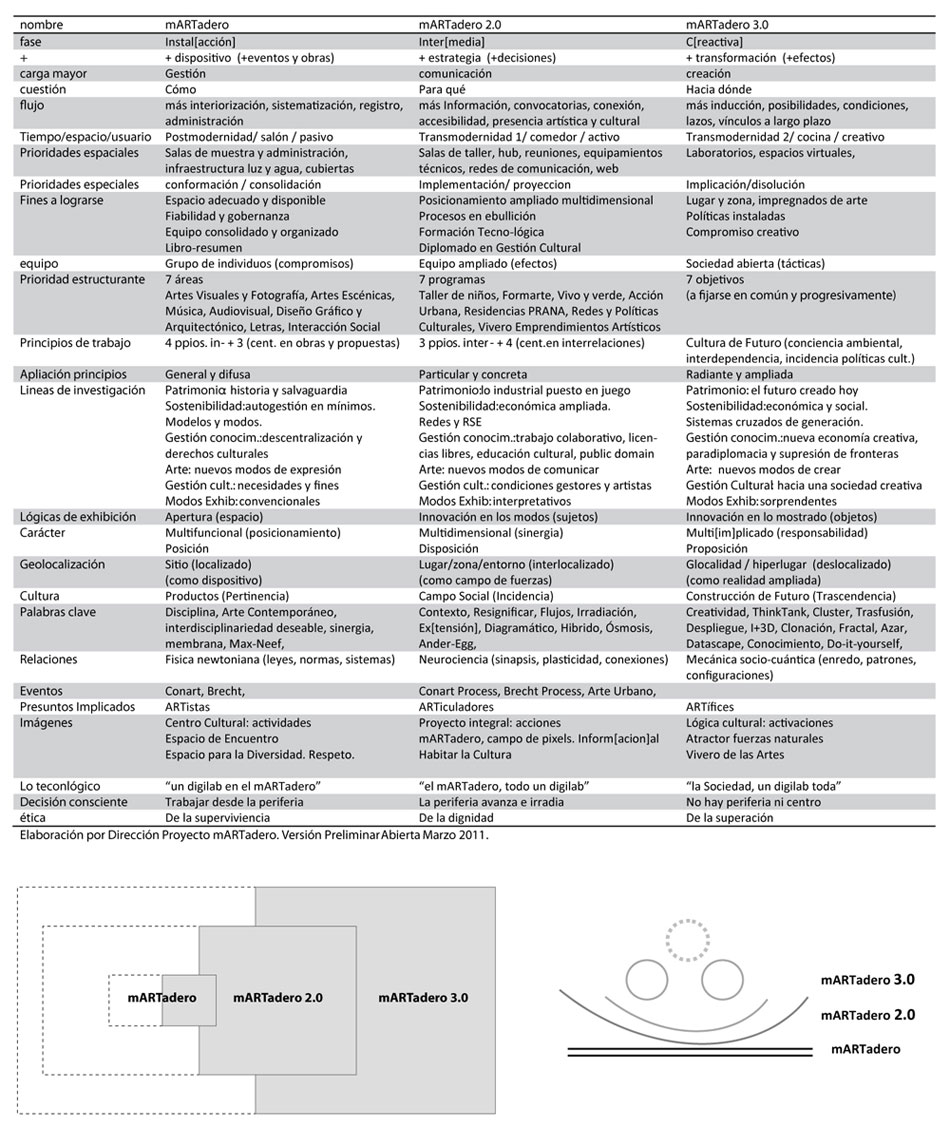 nombre mARTadero mARTadero 2.0 mARTadero 3.0
fase Instal[acción] Inter[media] C[reactiva]
+ + dispositivo (+eventos y obras) + estrategia (+decisiones) + transformación (+efectos)
carga mayor Gestión comunicación creación
cuestión Cómo Para qué Hacia dónde
flujo más interiorización, sistematización, registro, más Información, convocatorias, conexión, más inducción, posibilidades, condiciones,
administración accesibilidad, presencia artística y cultural lazos, vínculos a largo plazo
Tiempo/espacio/usuario Postmodernidad/ salón / pasivo Transmodernidad 1/ comedor / activo Transmodernidad 2/ cocina / creativo
Prioridades espaciales Salas de muestra y administración, Salas de taller, hub, reuniones, equipamientos Laboratorios, espacios virtuales,
infraestructura luz y agua, cubiertas técnicos, redes de comunicación, web
Prioridades especiales conformación / consolidación Implementación/ proyeccion Implicación/disolución
Fines a lograrse Espacio adecuado y disponible Posicionamiento ampliado multidimensional Lugar y zona, impregnados de arte
Fiabilidad y gobernanza Procesos en ebullición Políticas instaladas
Equipo consolidado y organizado Formación Tecno-lógica Compromiso creativo
Libro-resumen Diplomado en Gestión Cultural
equipo Grupo de individuos (compromisos) Equipo ampliado (efectos) Sociedad abierta (tácticas)
Prioridad estructurante 7 áreas 7 programas 7 objetivos
Artes Visuales y Fotografía, Artes Escénicas, Taller de niños, Formarte, Vivo y verde, Acción (a fijarse en común y progresivamente)
Música, Audiovisual, Diseño Gráfico y Urbana, Residencias PRANA, Redes y Políticas
Arquitectónico, Letras, Interacción Social Culturales, Vivero Emprendimientos Artísticos
Principios de trabajo 4 ppios. in- + 3 (cent. en obras y propuestas) 3 ppios. inter- + 4 (cent.en interrelaciones) Cultura de Futuro (conciencia ambiental,
interdependencia, incidencia políticas cult.)
Apliación principios General y difusa Particular y concreta Radiante y ampliada
Lineas de investigación Patrimonio: historia y salvaguardia Patrimonio:lo industrial puesto en juego Patrimonio: el futuro creado hoy
Sostenibilidad:autogestión en mínimos. Sostenibilidad:económica ampliada. Sostenibilidad:económica y social.
Modelos y modos. Redes y RSE Sistemas cruzados de generación.
Gestión conocim.:descentralización y Gestión conocim.:trabajo colaborativo, licen- Gestión conocim.:nueva economía creativa,
derechos culturales cias libres, educación cultural, public domain paradiplomacia y supresión de fronteras
Arte: nuevos modos de expresión Arte: nuevos modos de comunicar Arte: nuevos modos de crear
Gestión cult.: necesidades y fines Gestión cult.: condiciones gestores y artistas Gestión Cultural: hacia una sociedad creativa
Modos Exhib:convencionales Modos Exhib:interpretativos Modos Exhib:sorprendentes
Lógicas de exhibición Apertura (espacio) Innovación en los modos (sujetos) Innovación en lo mostrado (objetos)
Carácter Multifuncional (posicionamiento) Multidimensional (sinergia) Multi[im]plicado (responsabilidad)
Posición Disposición Proposición
Geolocalización Sitio (localizado) Lugar/zona/entorno (interlocalizado) Glocalidad / hiperlugar (deslocalizado)
(como dispositivo) (como campo de fuerzas) (como realidad ampliada)
Cultura Productos (Pertinencia) Campo Social (Incidencia) Construcción de Futuro (Trascendencia)
Palabras clave Disciplina, Arte Contemporáneo, Contexto, Resignificar, Flujos, Irradiación, Creatividad, ThinkTank, Cluster, Trasfusión,
interdisciplinariedad deseable, sinergia, Ex[tensión], Diagramático, Hibrido, Ósmosis, Despliegue, I+3D, Clonación, Fractal, Azar,
membrana, Max-Neef, Ander-Egg, Datascape, Conocimiento, Do-it-yourself,
Relaciones Fisica newtoniana (leyes, normas, sistemas) Neurociencia (sinapsis, plasticidad, conexiones) Mecánica socio-cuántica (enredo, patrones,
configuraciones)
Eventos Conart, Brecht, Conart Process, Brecht Process, Arte Urbano,
Presuntos Implicados ARTistas ARTiculadores ARTífices
Imágenes Centro Cultural: actividades Proyecto integral: acciones Lógica cultural: activaciones
Espacio de Encuentro mARTadero, campo de pixels. Inform[acion]al Atractor fuerzas naturales
Espacio para la Diversidad. Respeto. Habitar la Cultura Vivero de las Artes
Lo teconlógico “un digilab en el mARTadero” “el mARTadero, todo un digilab” “la Sociedad, un digilab toda”
Decisión consciente Trabajar desde la periferia La periferia avanza e irradia No hay periferia ni centro
ética De la superviviencia De la dignidad De la superación
Elaboración por Dirección Proyecto mARTadero. Versión Preliminar Abierta Marzo 2011.
mARTadero mARTadero 2.0 mARTadero 3.0
mARTadero 3.0
mARTadero 2.0
mARTadero